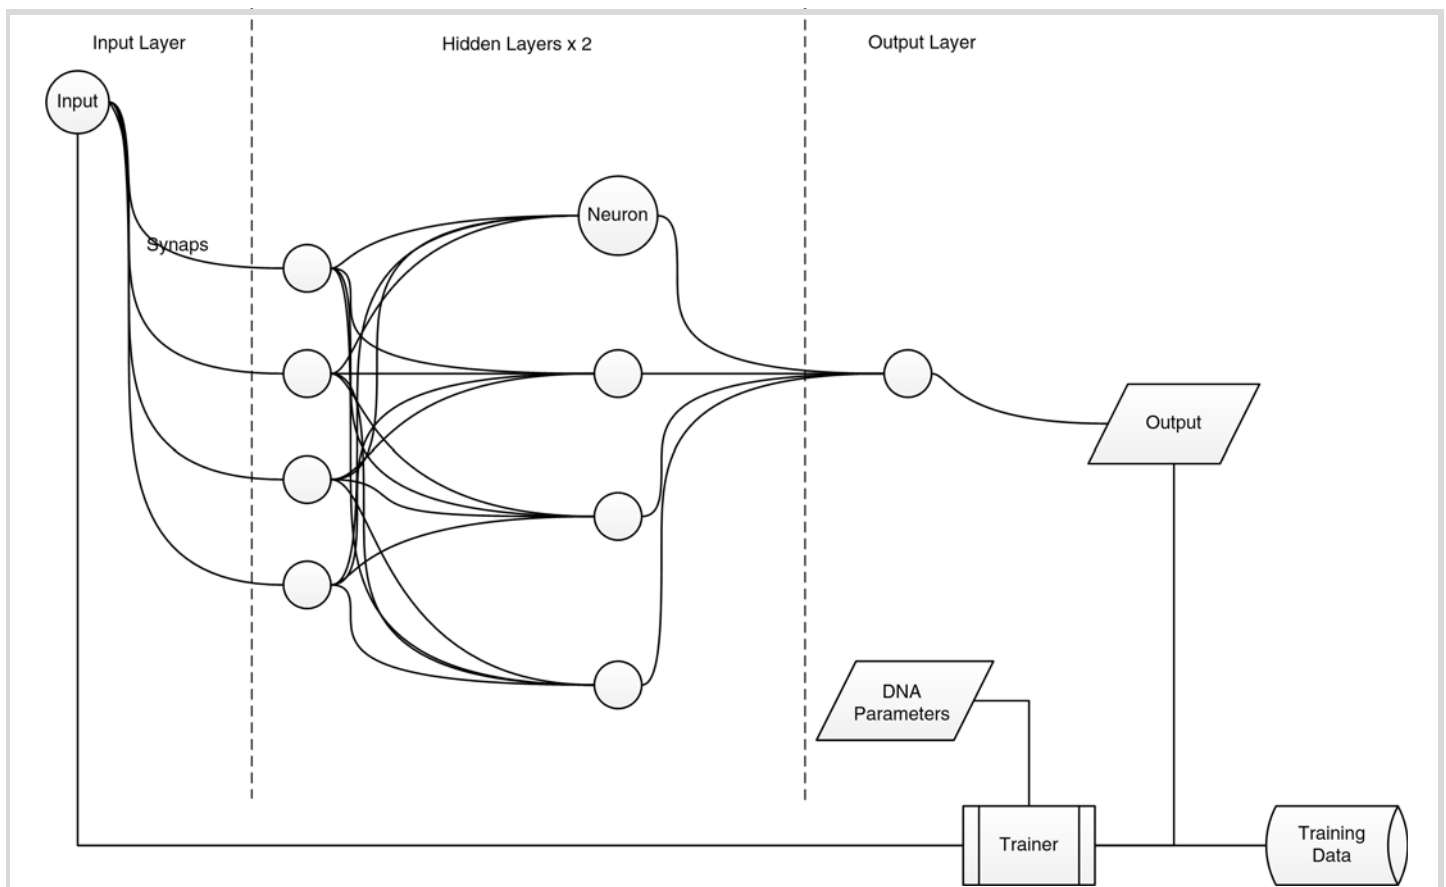 Input Layer
Hidden Layers x 2
Output Layer
Input
Neuron
Synaps
Output
DNA
Parameters
Trainer
Training
Data